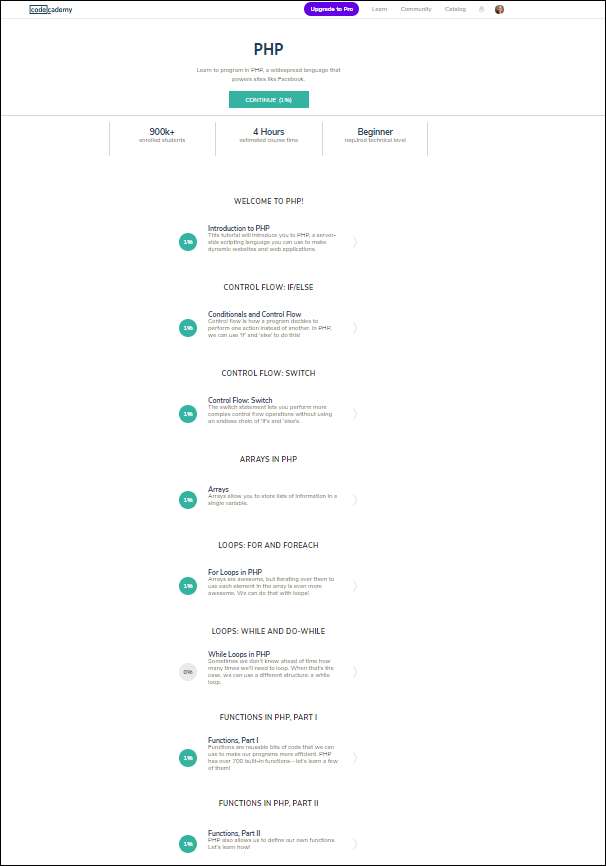 codecademy
Upgrade to Pro Learn Community Catalog
PHP
Learn to program in PHP, a widespread language that
powers sites like Facebook.
CONTINUE (1%)
900k+ 4 Hours Beginner
enrolled students estimated course time required technical level
WELCOME TO PHP!
Introduction to PHP
This tutorial will introduce you to PHP, a server-
1% side scripting language you can use to make
dynamic websites and web applications.
CONTROL FLOW: IF/ELSE
Conditionals and Control Flow
Control flow is how a program decides to
1% perform one action instead of another. In PHP,
we can use 'if' and 'else' to do this!
CONTROL FLOW: SWITCH
Control Flow: Switch
The switch statement lets you perform more
1% complex control flow operations without using
an endless chain of 'if's and 'else's.
ARRAYS IN PHP
Arrays
Arrays allow you to store lists of information in a
1% single variable.
LOOPS: FOR AND FOREACH
For Loops in PHP
Arrays are awesome, but iterating over them to
1% use each element in the array is even more
awesome. We can do that with loops!
LOOPS: WHILE AND DO-WHILE
While Loops in PHP
Sometimes we don't know ahead of time how
many times we'll need to loop. When that's the
0% case, we can use a different structure: a while
loop.
FUNCTIONS IN PHP, PART I
Functions, Part I
Functions are reusable bits of code that we can
use to make our programs more efficient. PHP
1% has over 700 built-in functions—let's learn a few
of them!
FUNCTIONS IN PHP, PART II
Functions, Part II
PHP also allows us to define our own functions.
1% Let's learn how!